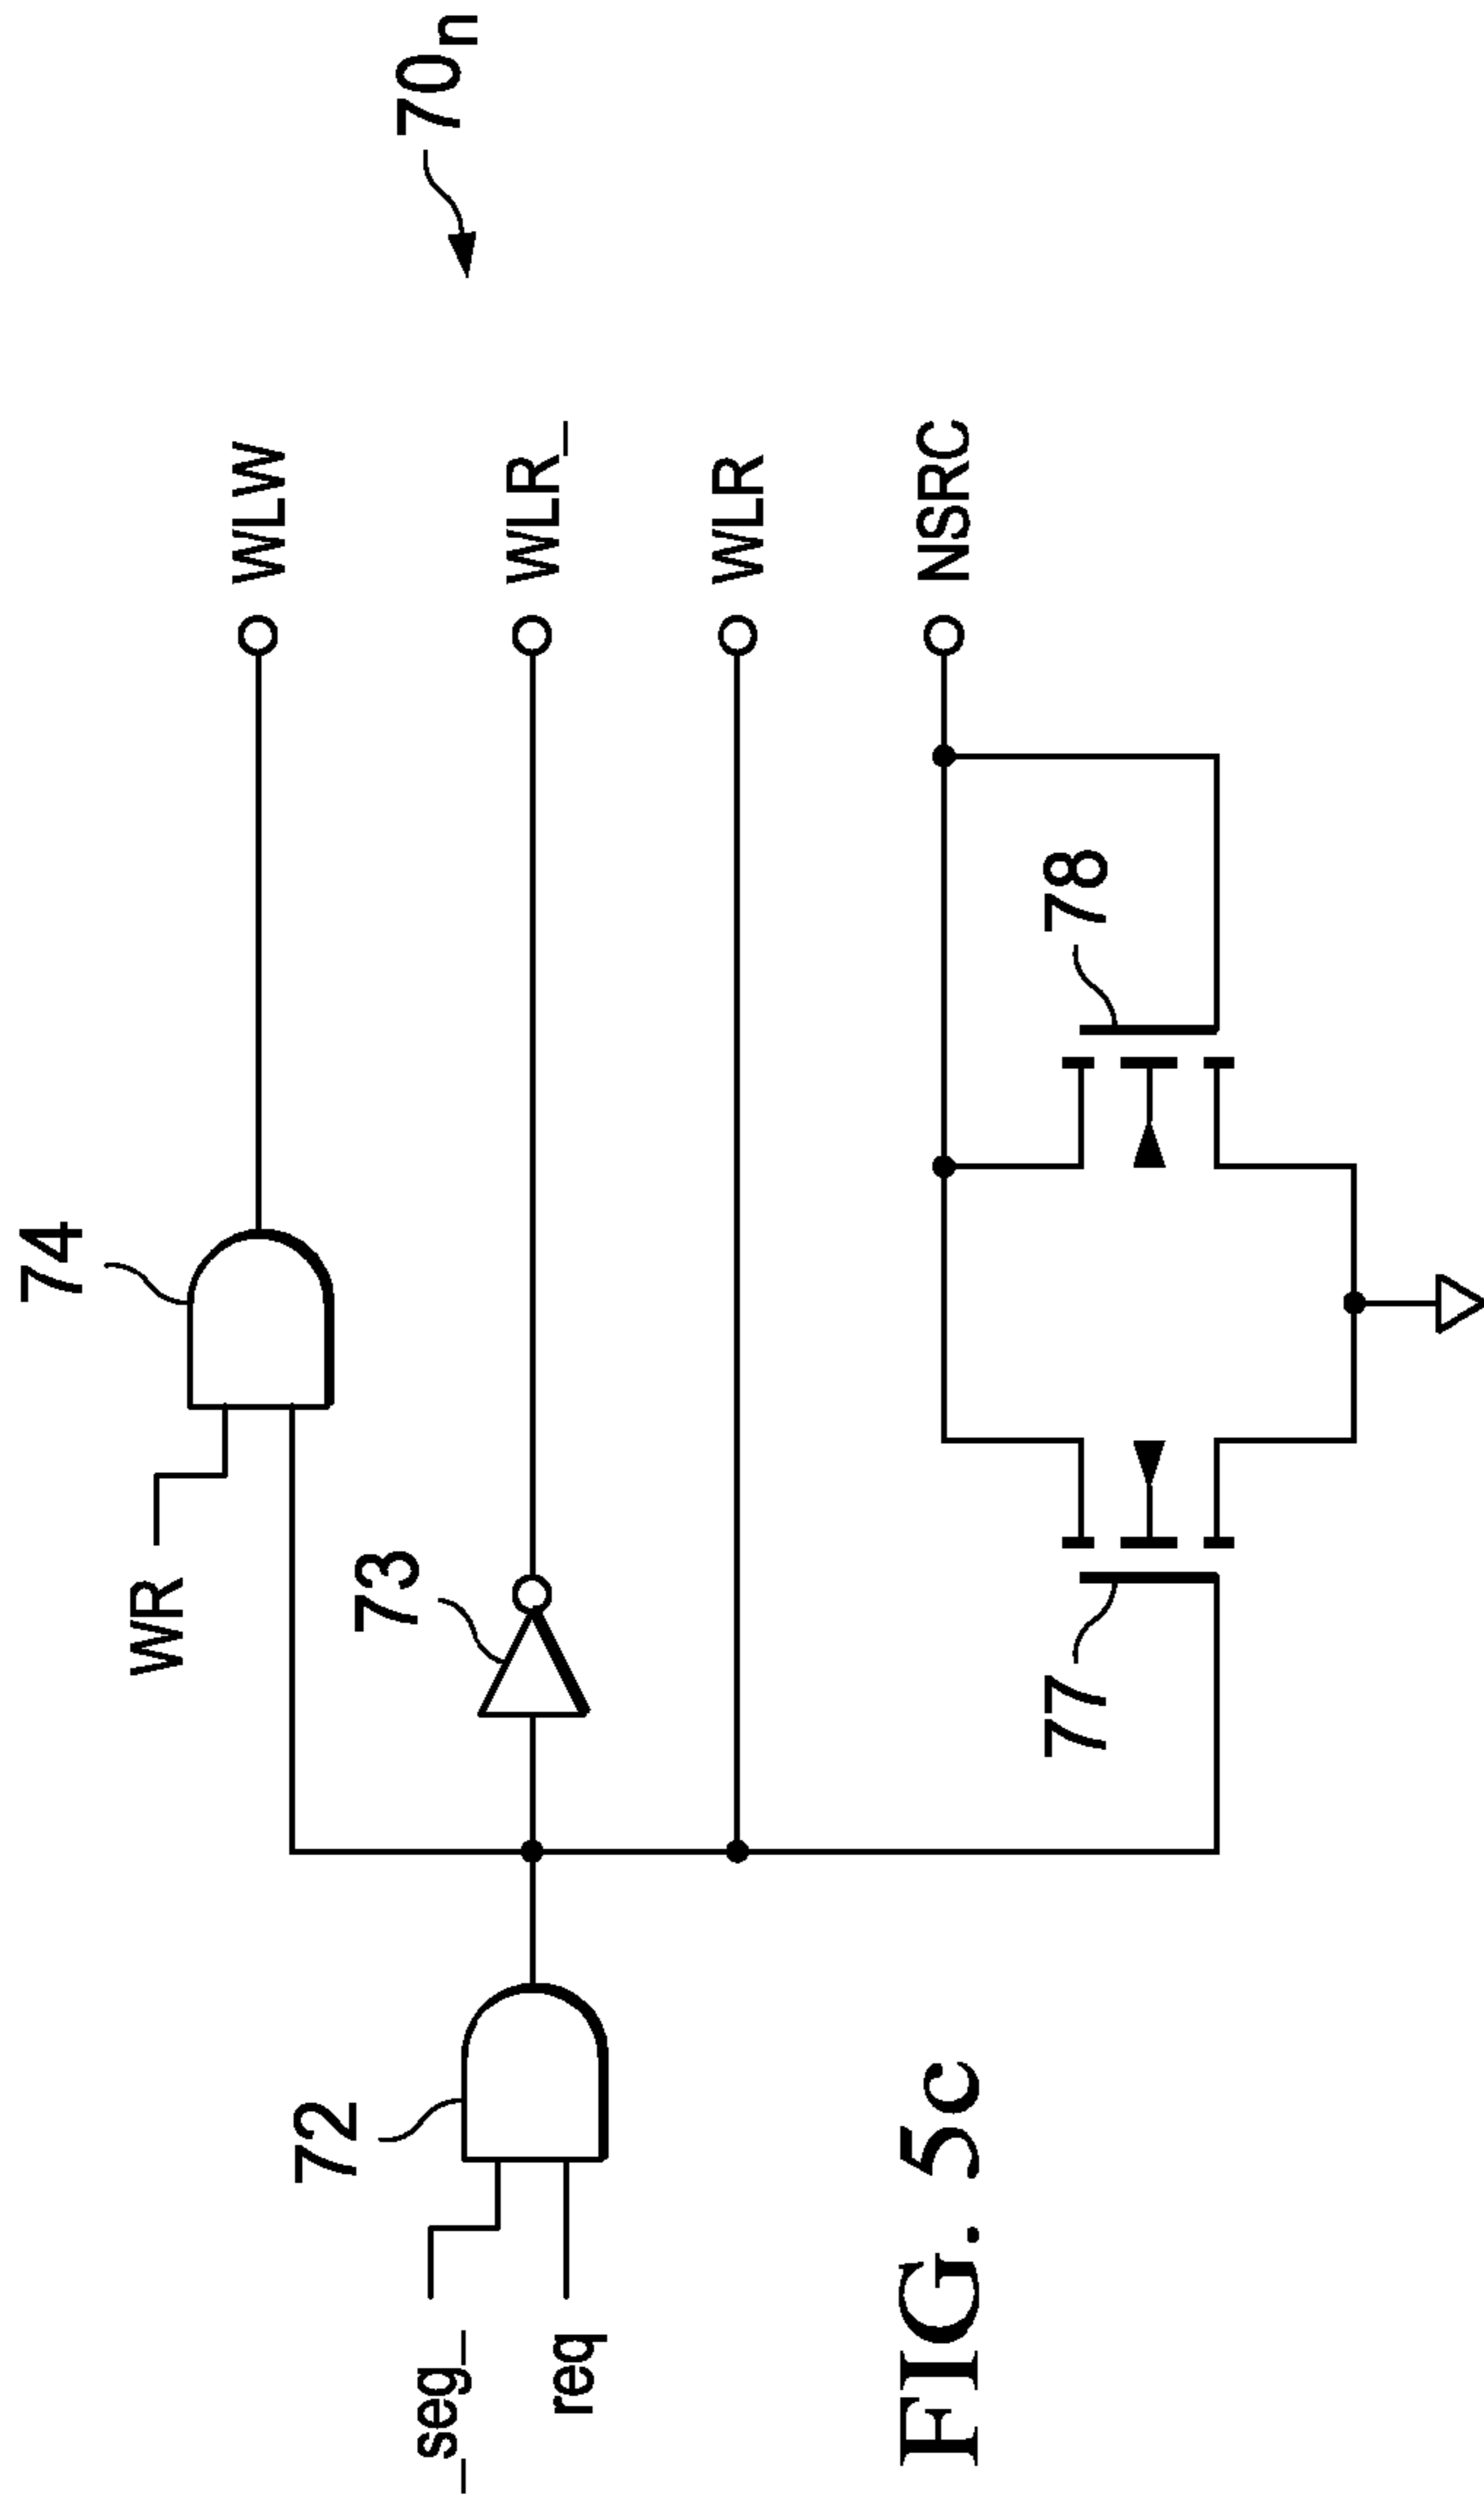 74
WR
WLW
72
73
70n
_seg_
WLR_
req
WLR
NSRC
77
78
FIG. 5c